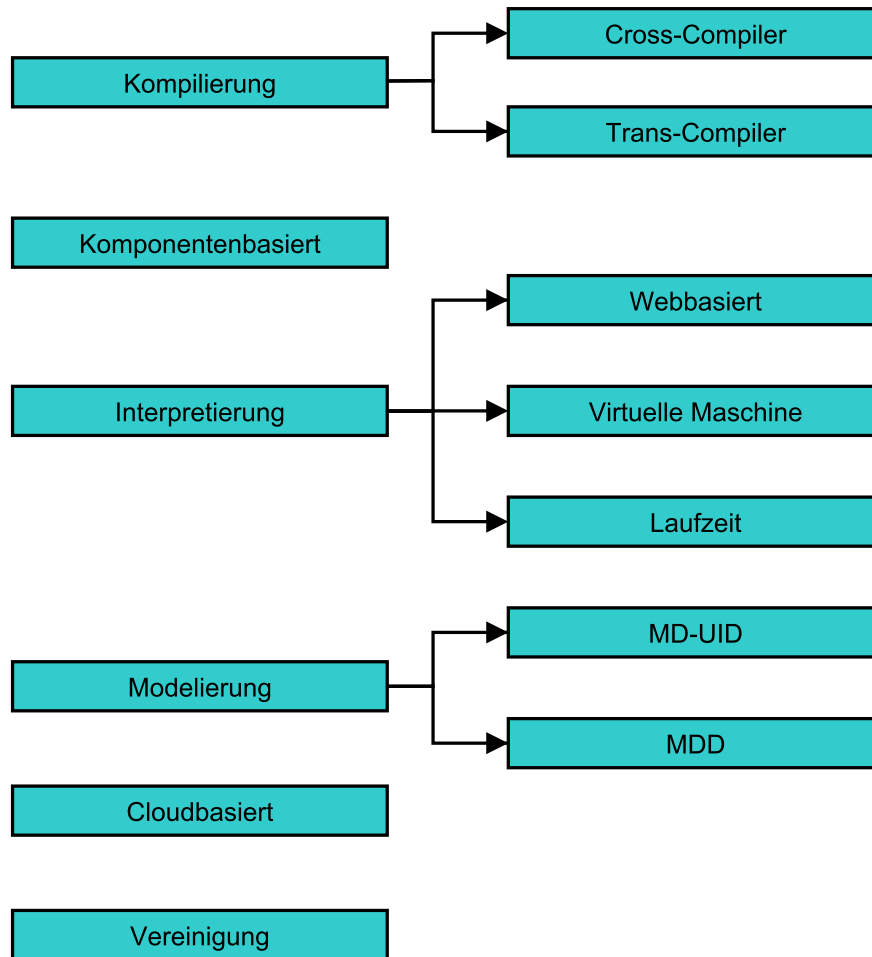 Kompilierung
Cross-Compiler
Trans-Compiler
Komponentenbasiert
Interpretierung
Webbasiert
Virtuelle Maschine
Laufzeit
Modelierung
MD-UID
MDD
Cloudbasiert
Vereinigung